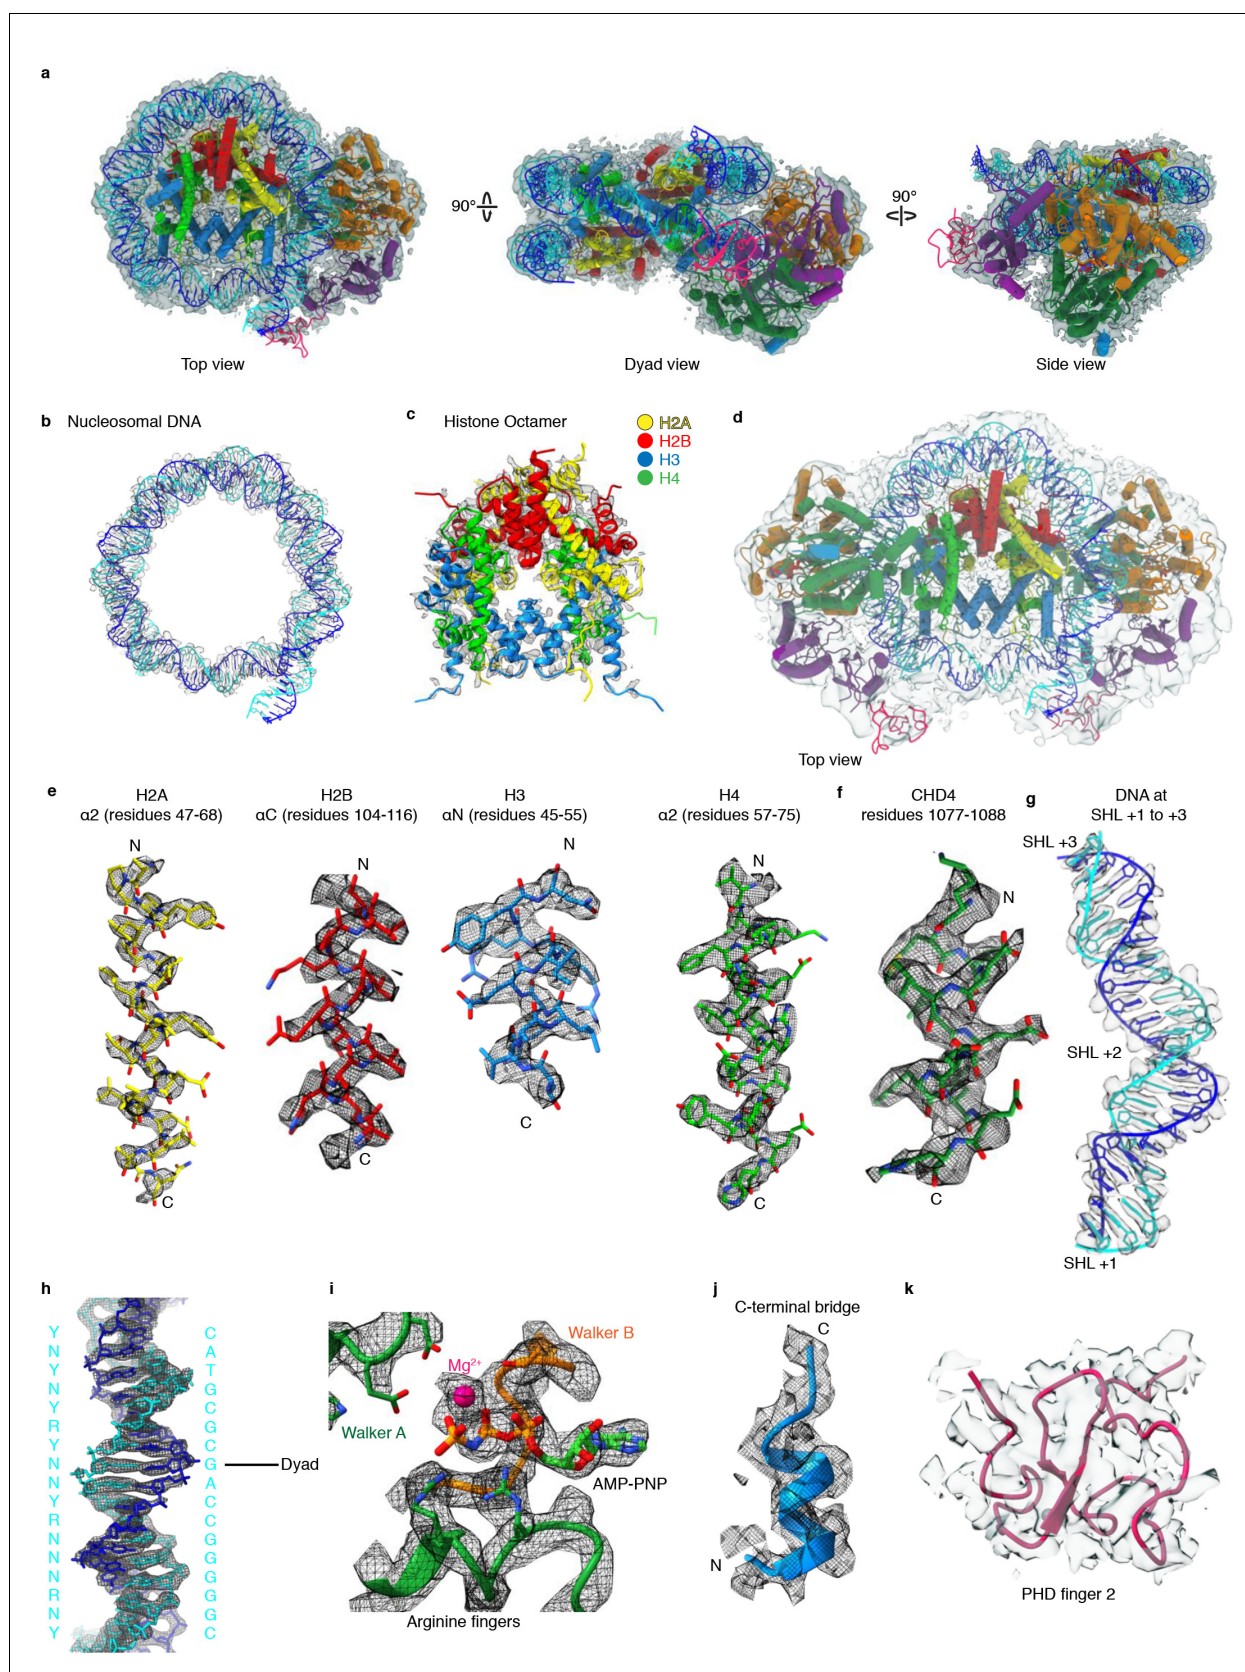 a
90°
90°
Top view
Dyad view
Side view
b Nucleosomal DNA
c Histone Octamer
H2A
H2B
H3
H4
d
Top view
e
H2A
α2 (residues 47-68)
H2B
αC (residues 104-116)
H3
αN (residues 45-55)
H4
α2 (residues 57-75)
f
CHD4
residues 1077-1088
g
DNA at
SHL +1 to +3
N
C
N
C
N
C
N
C
N
C
SHL +3
SHL +2
SHL +1
h
Y
N
Y
N
Y
R
Y
N
N
Y
R
N
N
N
R
N
Y
C
A
T
G
C
G
C
G
A
C
C
G
G
G
G
G
C
Dyad
i
Walker B
Mg²⁺
Walker A
AMP-PNP
Arginine fingers
j
C-terminal bridge
C
N
k
PHD finger 2